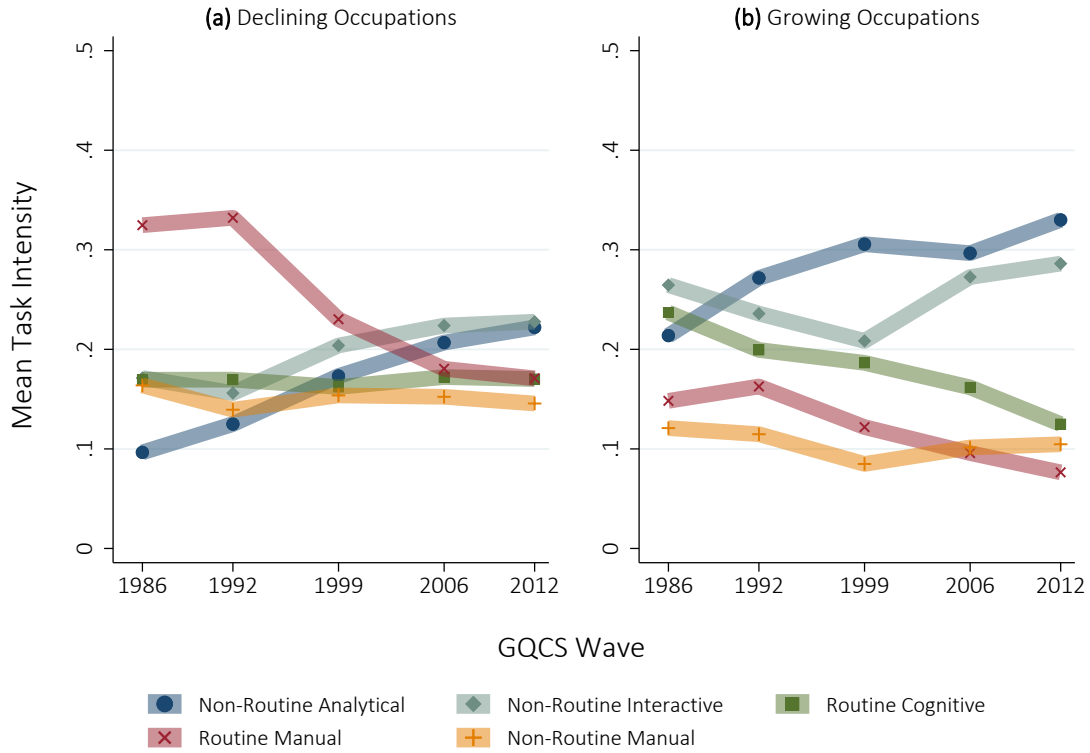 (a) Declining Occupations
(b) Growing Occupations
Mean Task Intensity
.5
.4
.3
.2
.1
0
.5
.4
.3
.2
.1
0
1986 1992 1999 2006 2012
1986 1992 1999 2006 2012
GQCS Wave
Non-Routine Analytical Non-Routine Interactive Routine Cognitive
Routine Manual Non-Routine Manual